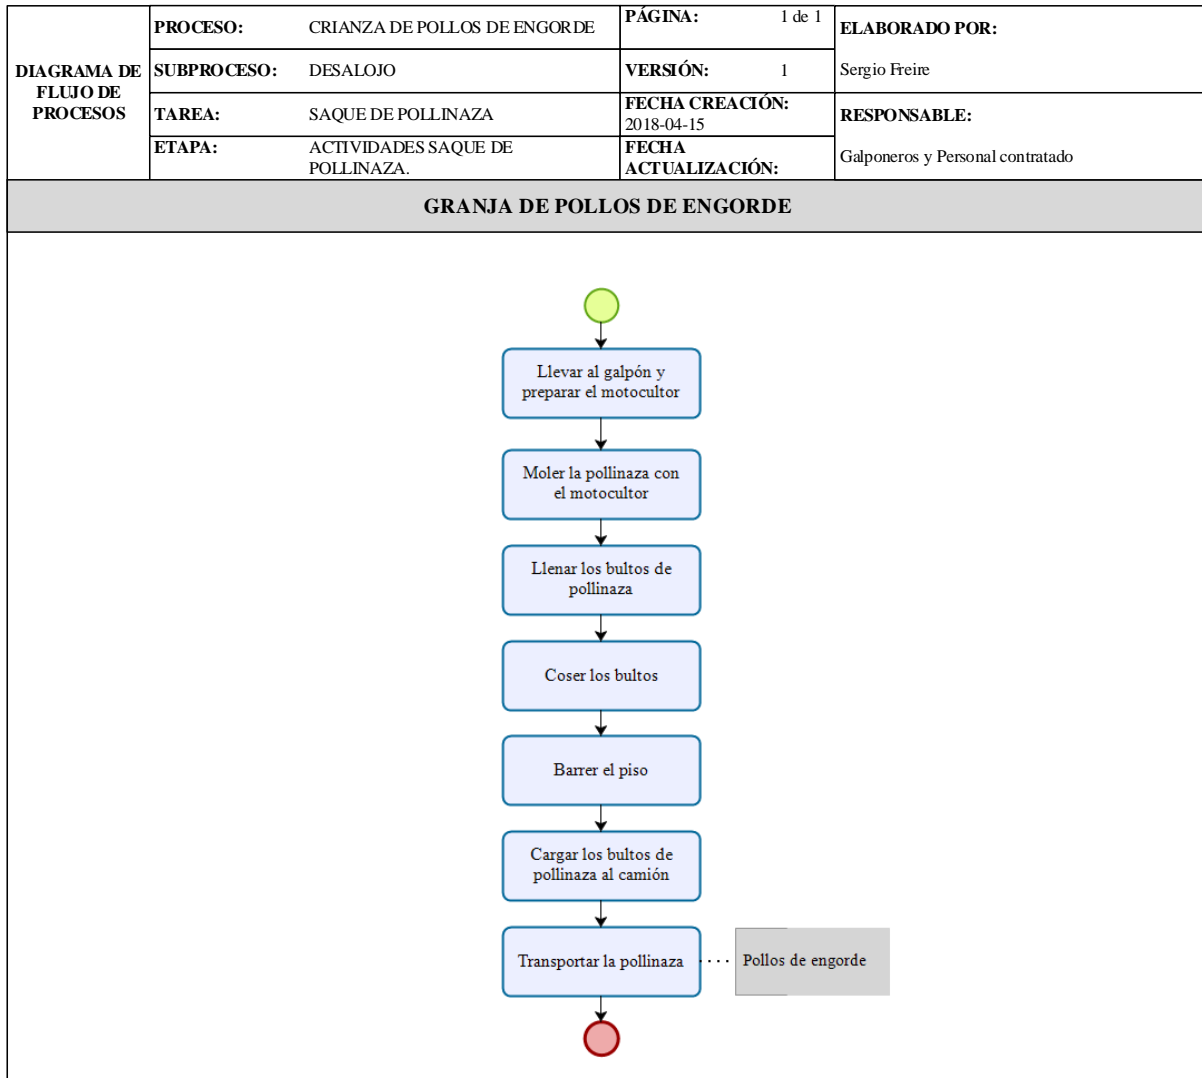 DIAGRAMA DE
FLUJO DE
PROCESOS
PROCESO: CRIANZA DE POLLOS DE ENGORDE
SUBPROCESO: DESALOJO
TAREA: SAQUE DE POLLINAZA
ETAPA: ACTIVIDADES SAQUE DE
POLLINAZA.
PÁGINA: 1 de 1
VERSIÓN: 1
FECHA CREACIÓN:
2018-04-15
FECHA
ACTUALIZACIÓN:
ELABORADO POR:
Sergio Freire
RESPONSABLE:
Galponeros y Personal contratado
GRANJA DE POLLOS DE ENGORDE
Llevar al galpón y
preparar el motocultor
Moler la pollinaza con
el motocultor
Llenar los bultos de
pollinaza
Coser los bultos
Barrer el piso
Cargar los bultos de
pollinaza al camión
Transportar la pollinaza
Pollos de engorde